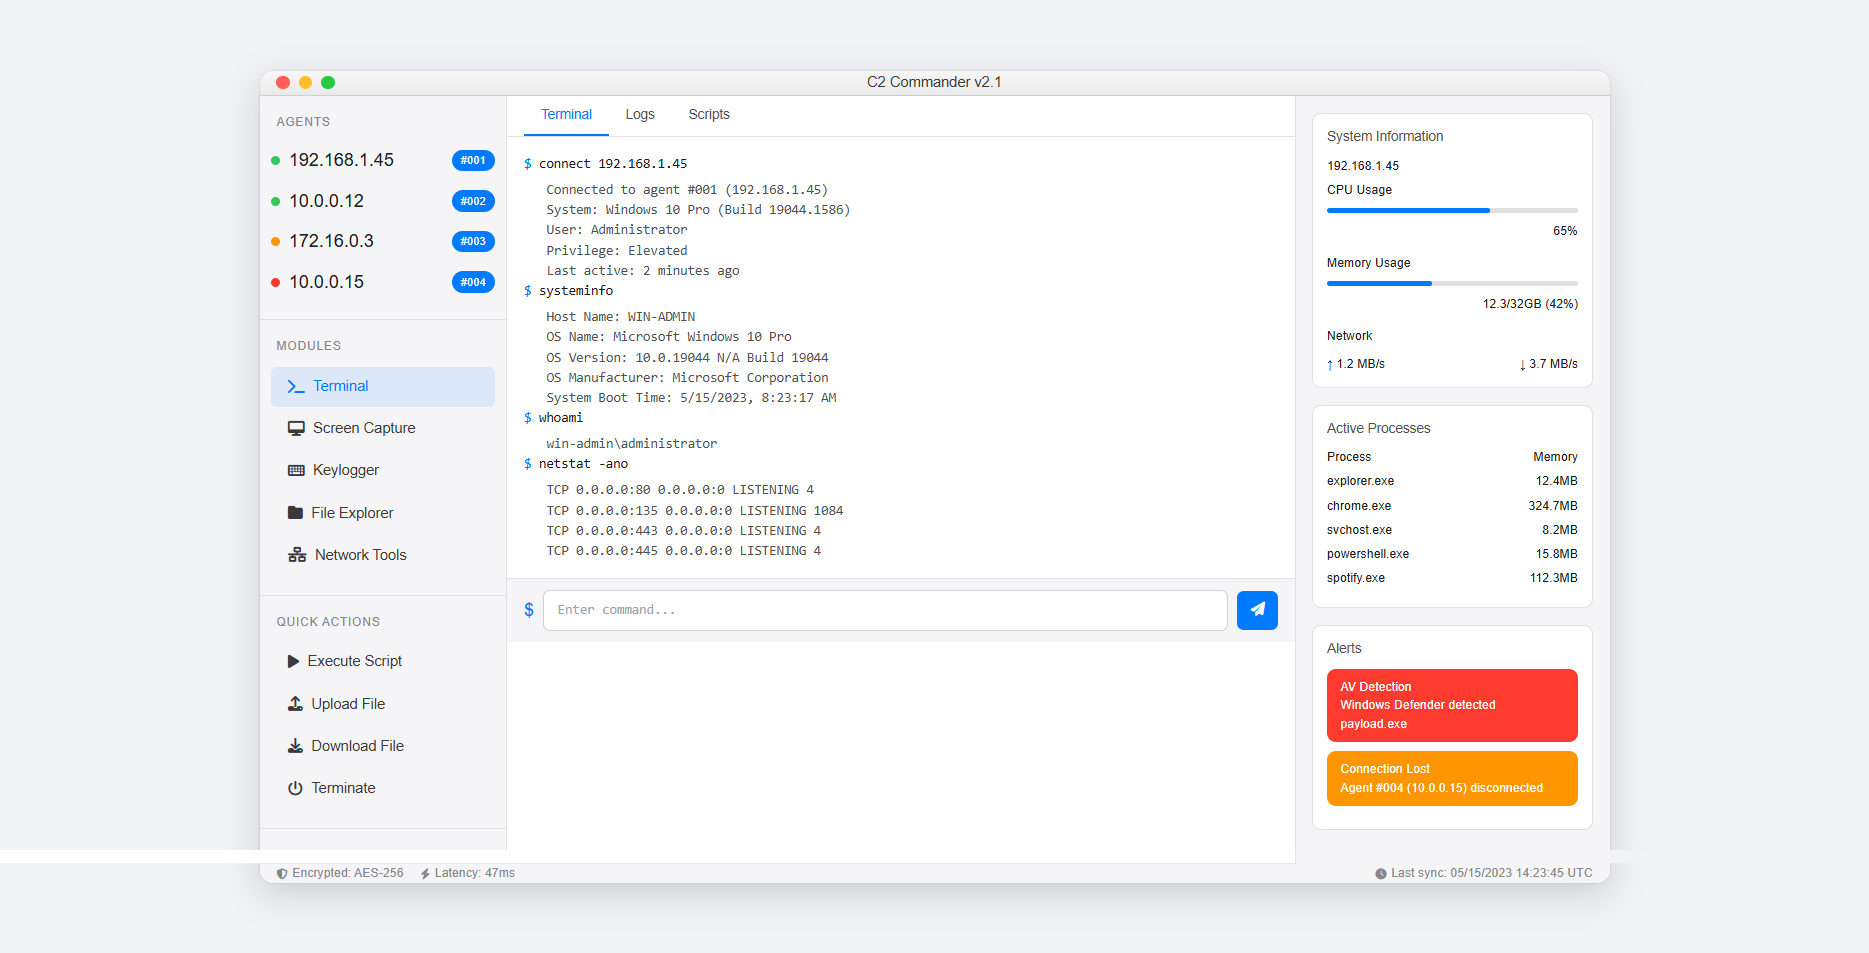 C2 Commander v2.1
AGENTS
192.168.1.45 #001
10.0.0.12 #002
172.16.0.3 #003
10.0.0.15 #004
MODULES
Terminal
Screen Capture
Keylogger
File Explorer
Network Tools
QUICK ACTIONS
Execute Script
Upload File
Download File
Terminate
Terminal Logs Scripts
$ connect 192.168.1.45
Connected to agent #001 (192.168.1.45)
System: Windows 10 Pro (Build 19044.1586)
User: Administrator
Privilege: Elevated
Last active: 2 minutes ago
$ systeminfo
Host Name: WIN-ADMIN
OS Name: Microsoft Windows 10 Pro
OS Version: 10.0.19044 N/A Build 19044
OS Manufacturer: Microsoft Corporation
System Boot Time: 5/15/2023, 8:23:17 AM
$ whoami
win-admin\administrator
$ netstat -ano
TCP 0.0.0.0:80 0.0.0.0:0 LISTENING 4
TCP 0.0.0.0:135 0.0.0.0:0 LISTENING 1084
TCP 0.0.0.0:443 0.0.0.0:0 LISTENING 4
TCP 0.0.0.0:445 0.0.0.0:0 LISTENING 4
$ Enter command...
System Information
192.168.1.45
CPU Usage
65%
Memory Usage
12.3/32GB (42%)
Network
↑ 1.2 MB/s ↓ 3.7 MB/s
Active Processes
Process Memory
explorer.exe 12.4MB
chrome.exe 324.7MB
svchost.exe 8.2MB
powershell.exe 15.8MB
spotify.exe 112.3MB
Alerts
AV Detection
Windows Defender detected
payload.exe
Connection Lost
Agent #004 (10.0.0.15) disconnected
Encrypted: AES-256 Latency: 47ms Last sync: 05/15/2023 14:23:45 UTC